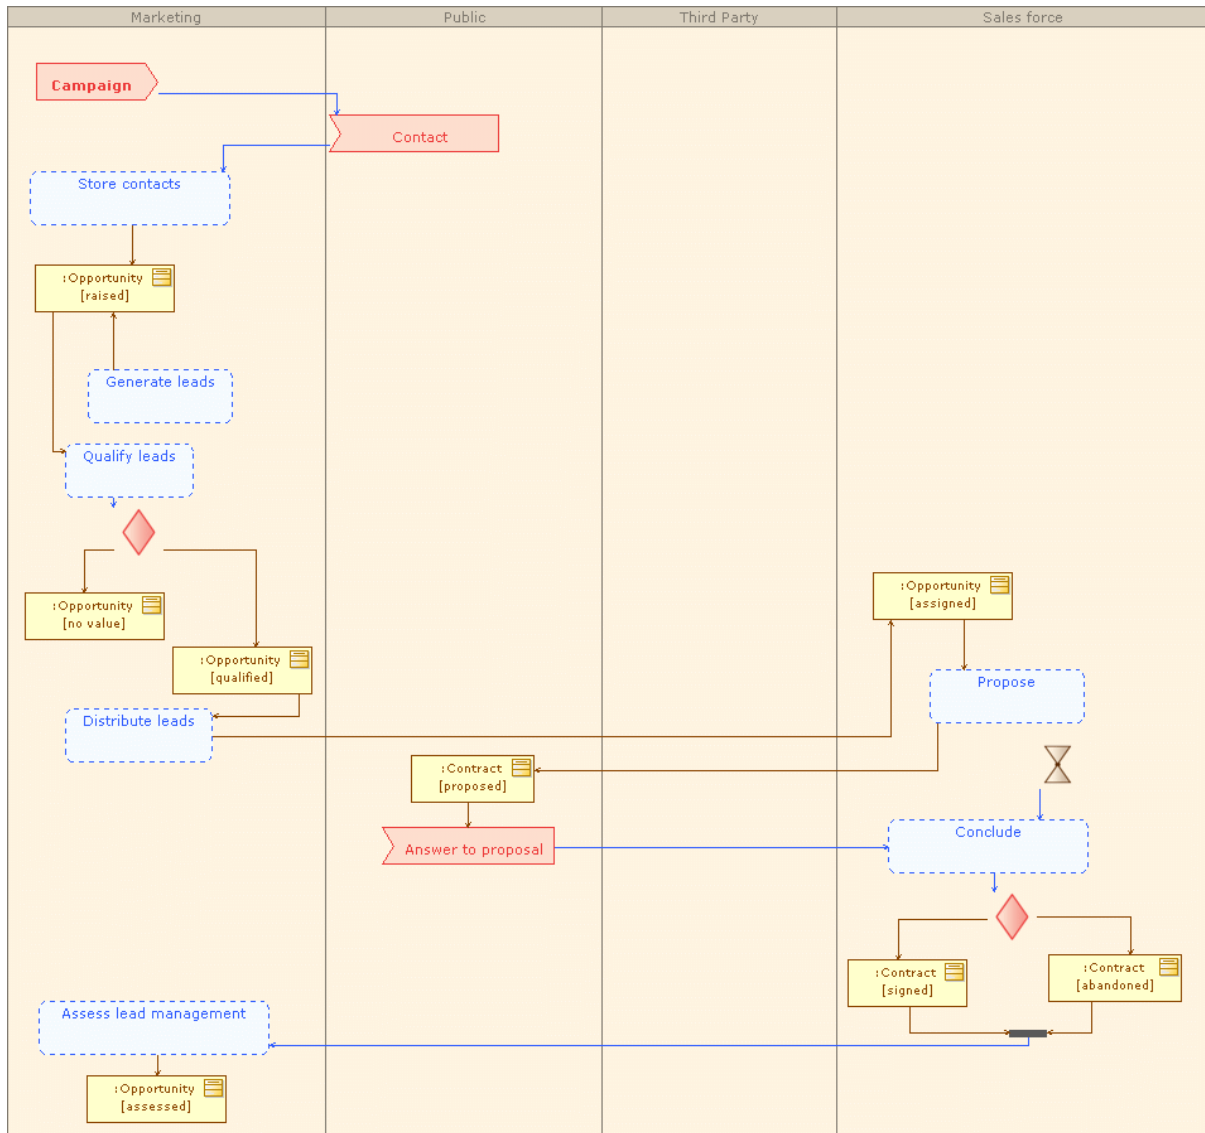 Marketing
Public
Third Party
Sales force
Campaign
Contact
Store contacts
:Opportunity
[raised]
Generate leads
Qualify leads
:Opportunity
[no value]
:Opportunity
[assigned]
:Opportunity
[qualified]
Propose
Distribute leads
:Contract
[proposed]
Answer to proposal
Conclude
:Contract
[signed]
:Contract
[abandoned]
Assess lead management
:Opportunity
[assessed]